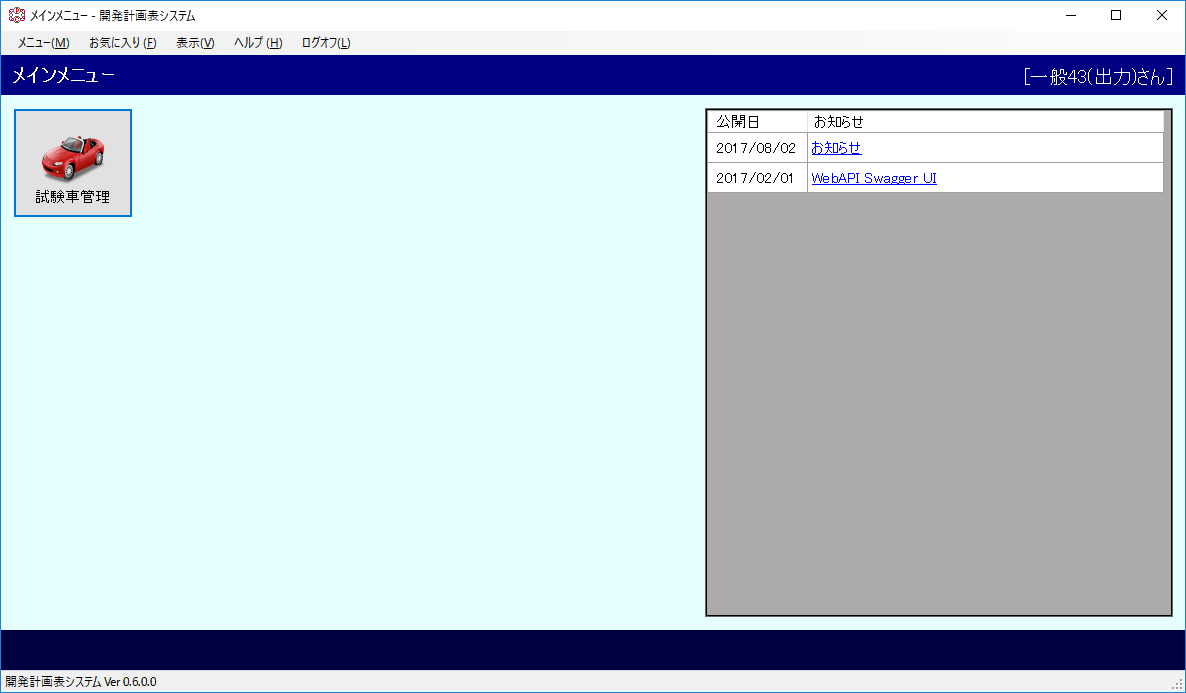 メインメニュー - 開発計画表システム
メニュー(M) お気に入り(F) 表示(V) ヘルプ(H) ログオフ(L)
メインメニュー [一般43(出力)さん]
試験車管理
公開日 お知らせ
2017/08/02 お知らせ
2017/02/01 WebAPI Swagger UI
開発計画表システム Ver 0.6.0.0